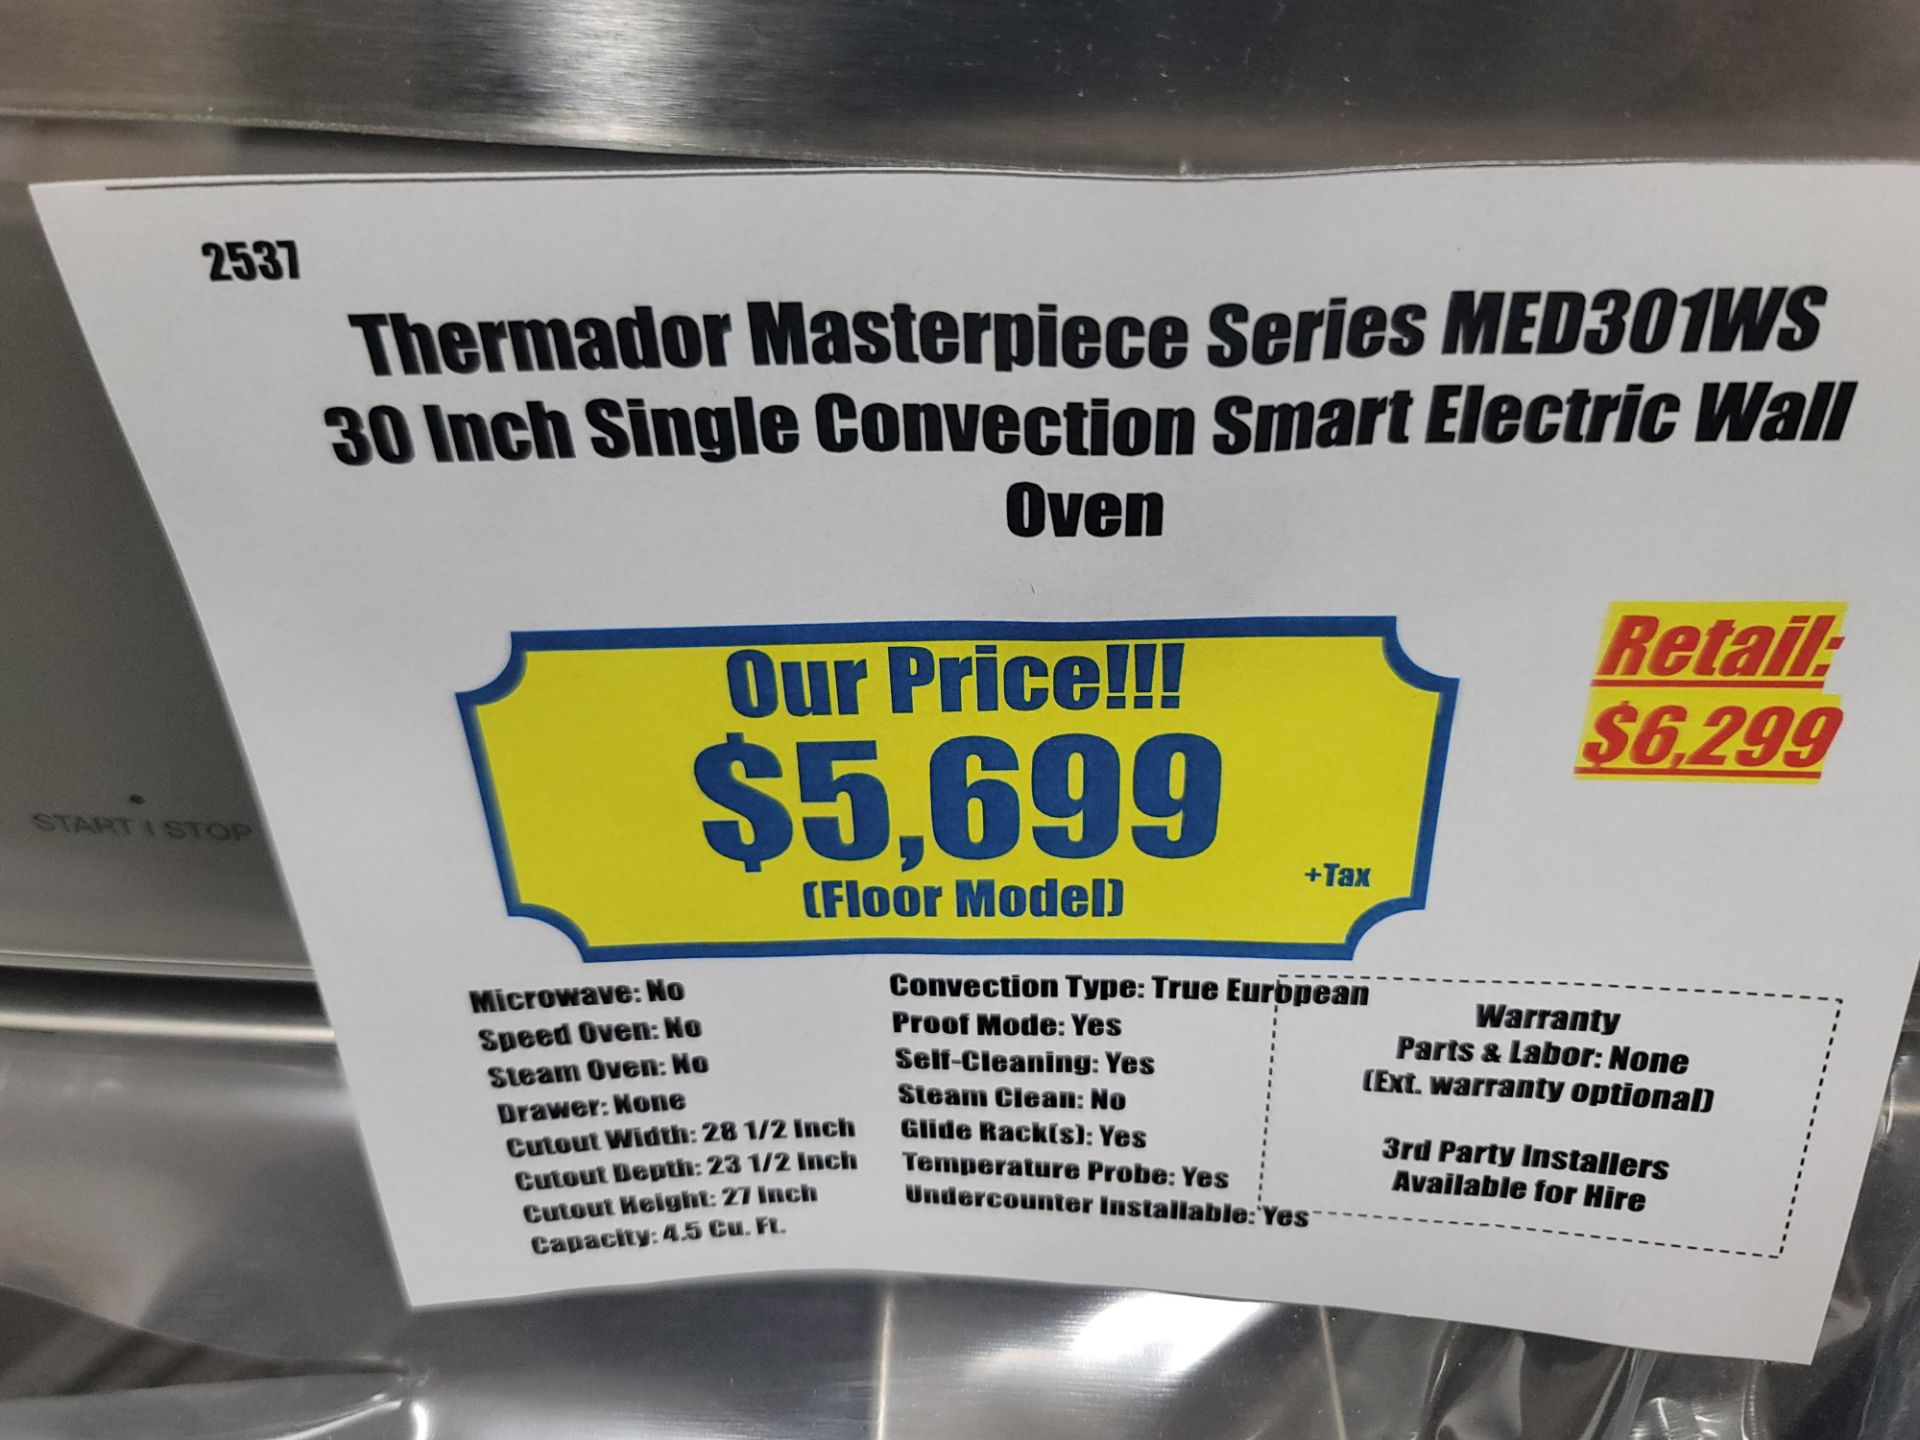 2537
Thermador Masterpiece Series MED301WS
30 Inch Single Convection Smart Electric Wall
Oven
Our Price!!!
$5,699
(Floor Model)
+Tax
Retail:
$6,299
Microwave: No
Speed Oven: No
Steam Oven: No
Drawer: None
Cutout Width: 28 1/2 Inch
Cutout Depth: 23 1/2 Inch
Cutout Height: 27 Inch
Capacity: 4.5 Cu. Ft.
Convection Type: True European
Proof Mode: Yes
Self-Cleaning: Yes
Steam Clean: No
Glide Rack(s): Yes
Temperature Probe: Yes
Undercounter Installable: Yes
Warranty
Parts & Labor: None
(Ext. warranty optional)
3rd Party Installers
Available for Hire
START | STOP